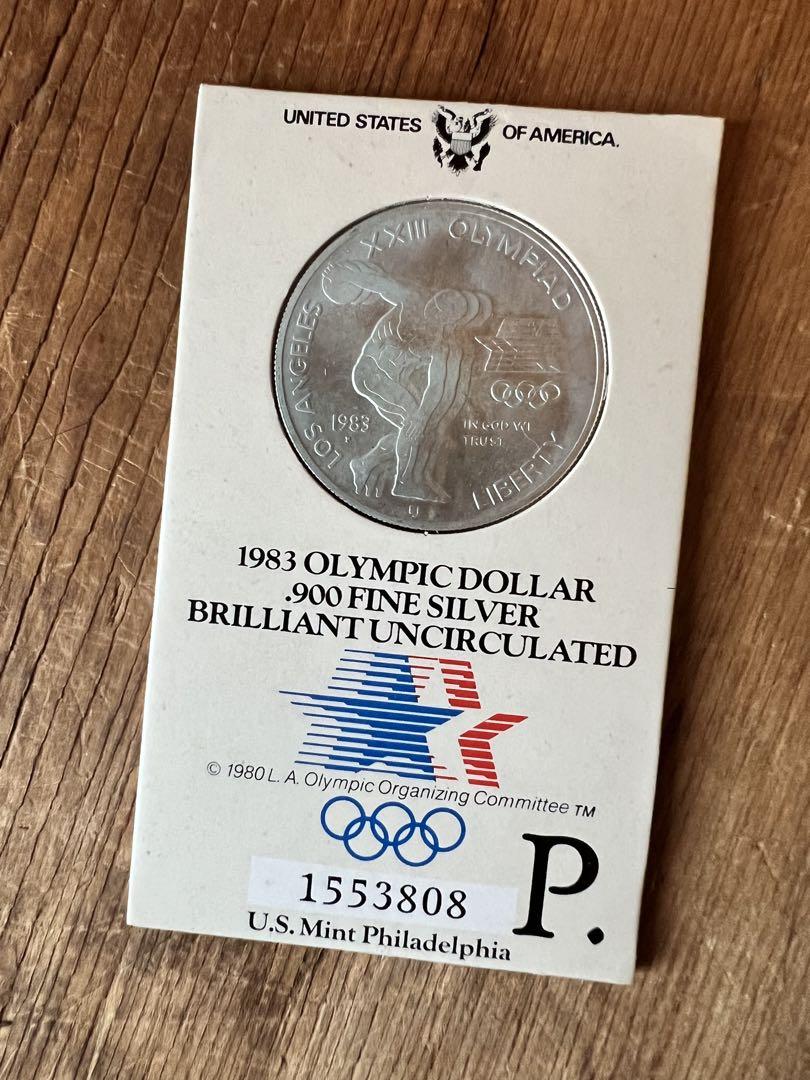 UNITED STATES OF AMERICA.
XXIII OLYMPIAD
LOS ANGELES
1983
P
IN GOD WE
TRUST
LIBERTY
1983 OLYMPIC DOLLAR
.900 FINE SILVER
BRILLIANT UNCIRCULATED
© 1980 L. A. Olympic Organizing Committee TM
1553808
P.
U.S. Mint Philadelphia